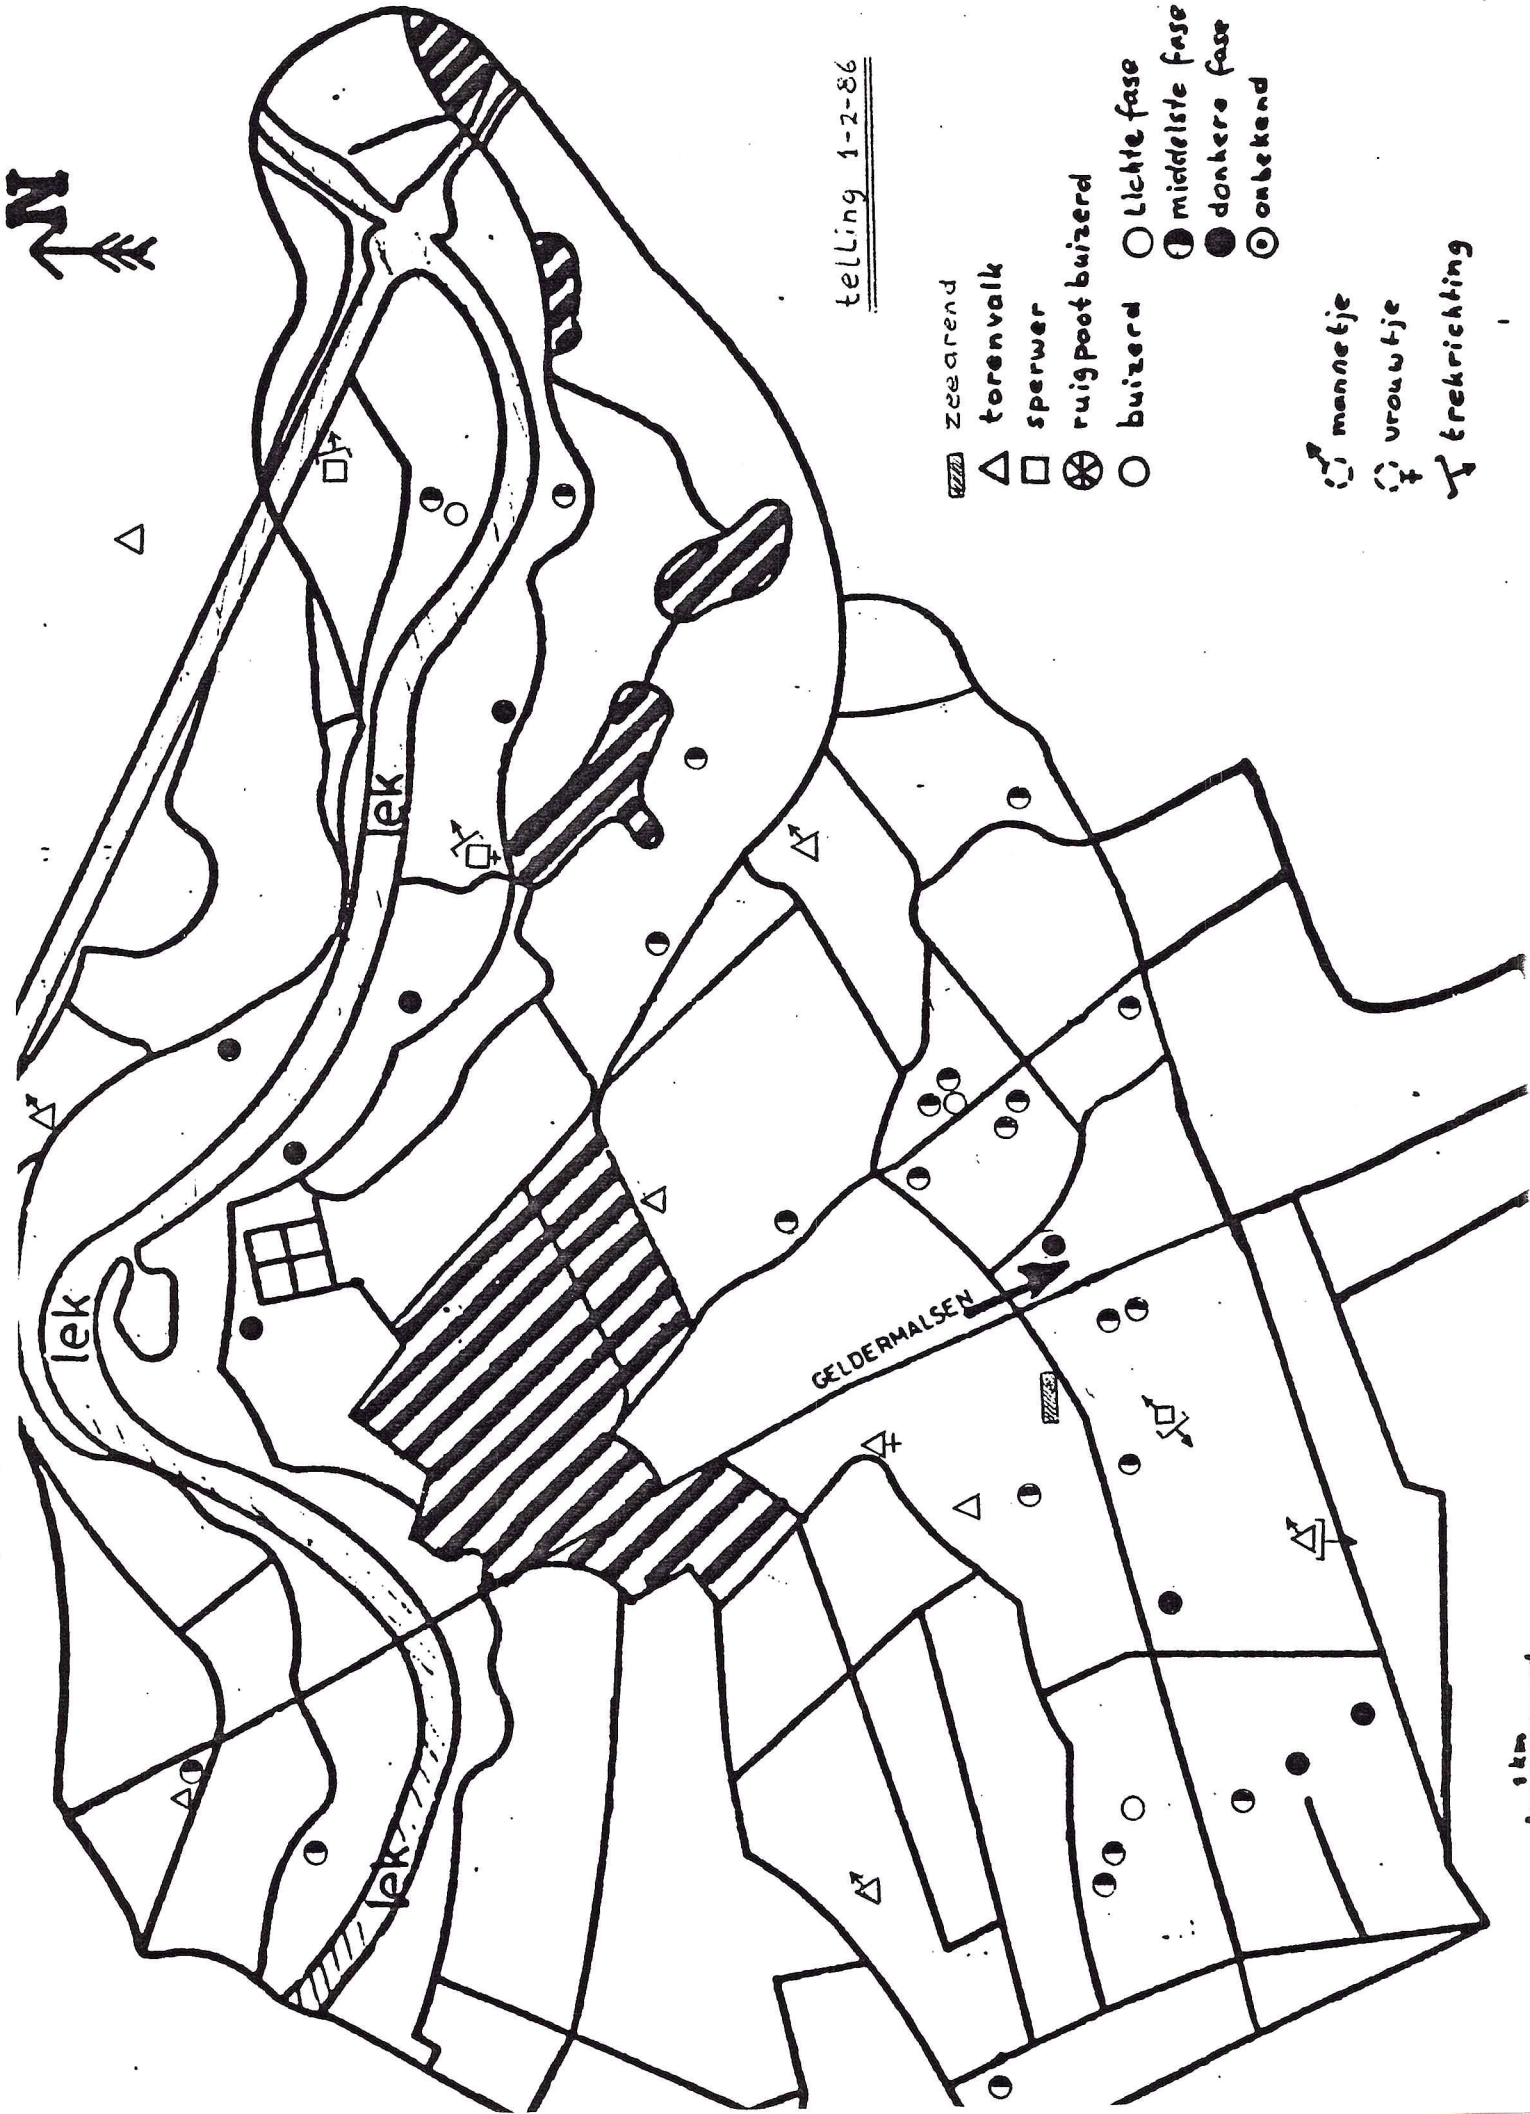 N
telling 1-2-86
zeearend
torenvalk
sperwer
ruigpootbuizerd
buizerd
Lichte fase
middelste fase
donkere fase
onbekend
mannetje
vrouwtje
trekrichting
lek
lek
lek
GELDERMALSEN
1 km